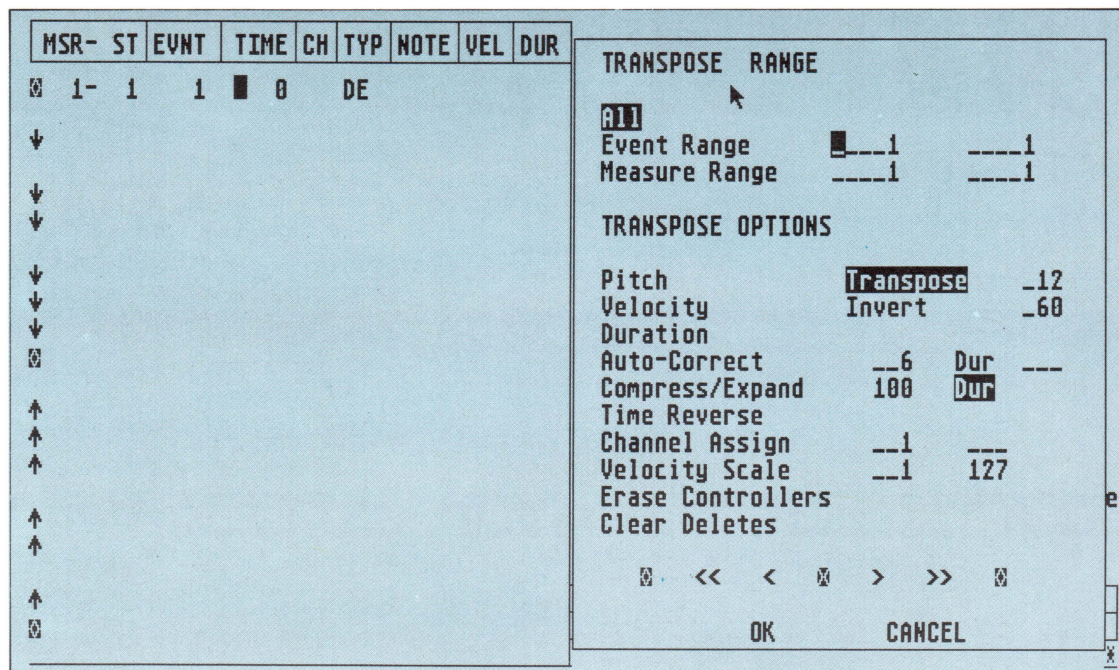 MSR- ST EVNT TIME CH TYP NOTE VEL DUR
1- 1 1 0 DE
TRANSPOSE RANGE
All
Event Range ____1 ____1
Measure Range ____1 ____1
TRANSPOSE OPTIONS
Pitch Transpose _12
Velocity Invert _60
Duration
Auto-Correct __6 Dur ___
Compress/Expand 100 Dur
Time Reverse
Channel Assign __1 ___
Velocity Scale __1 127
Erase Controllers
Clear Deletes
<< < > >>
OK CANCEL